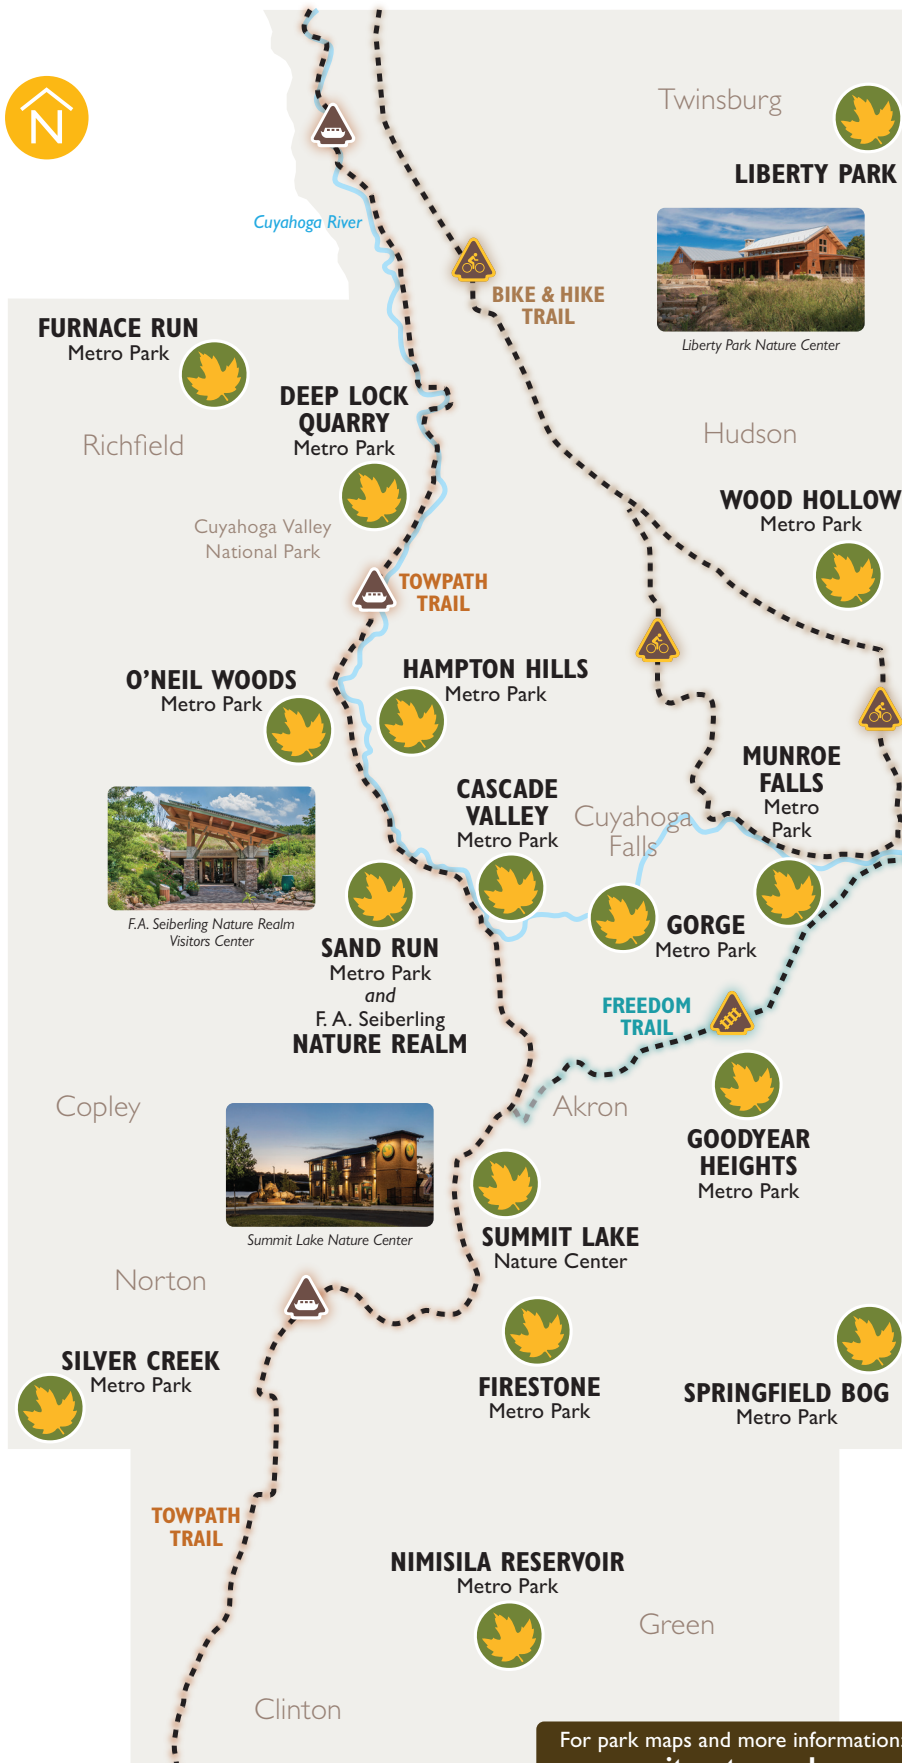 N
Twinsburg
LIBERTY PARK
Cuyahoga River
BIKE & HIKE
TRAIL
Liberty Park Nature Center
FURNACE RUN
Metro Park
DEEP LOCK
QUARRY
Metro Park
Richfield
Hudson
WOOD HOLLOW
Metro Park
Cuyahoga Valley
National Park
TOWPATH
TRAIL
O'NEIL WOODS
Metro Park
HAMPTON HILLS
Metro Park
MUNROE
FALLS
Metro
Park
CASCADE
VALLEY
Metro Park
Cuyahoga
Falls
F.A. Seiberling Nature Realm
Visitors Center
SAND RUN
Metro Park
and
F. A. Seiberling
NATURE REALM
GORGE
Metro Park
FREEDOM
TRAIL
Copley
Akron
GOODYEAR
HEIGHTS
Metro Park
Summit Lake Nature Center
SUMMIT LAKE
Nature Center
Norton
SILVER CREEK
Metro Park
FIRESTONE
Metro Park
SPRINGFIELD BOG
Metro Park
TOWPATH
TRAIL
NIMISILA RESERVOIR
Metro Park
Green
Clinton
For park maps and more information: